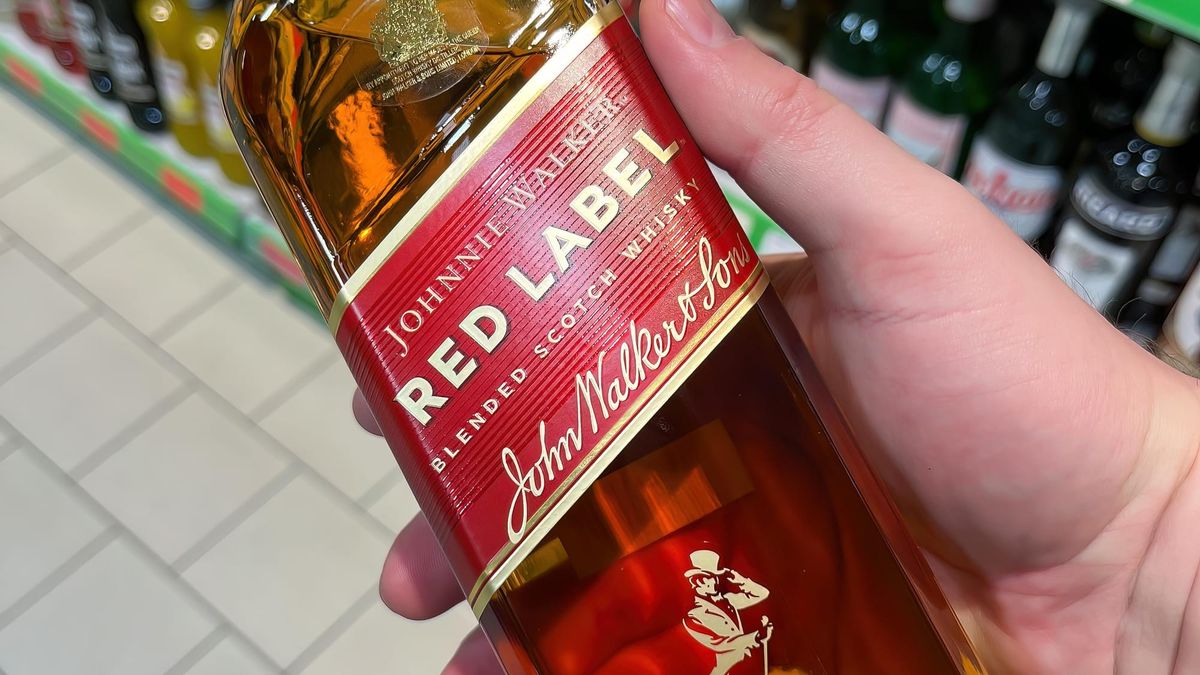 JOHNNIE WALKER
RED LABEL
BLENDED SCOTCH WHISKY
John Walker & Sons